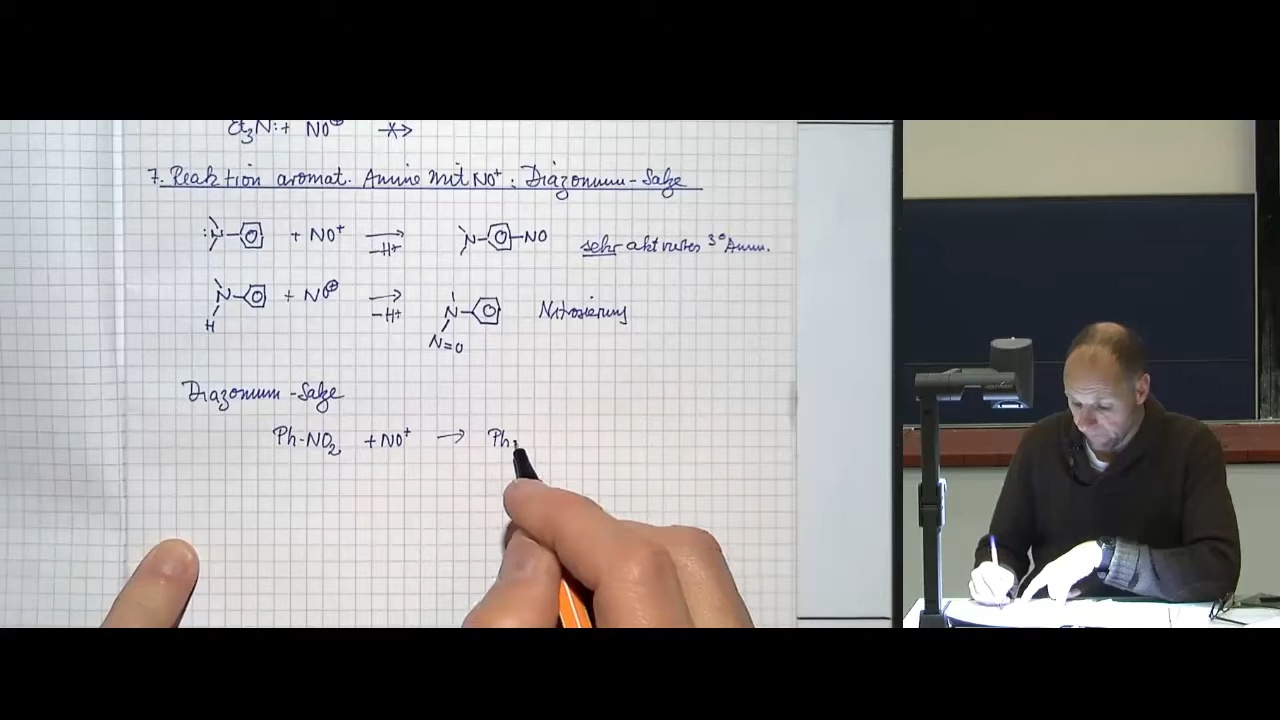 Et₃N: + NO⊕
7. Reaktion aromat. Amine mit NO⁺ : Diazonium-Salze
:N + NO⁺ → -H⁺ N NO sehr aktiviertes 3° Amin.
N H + NO⊕ → -H⁺ N N=O Nitrosierung
Diazonium-Salze
Ph-NO₂ + NO⁺ → Ph